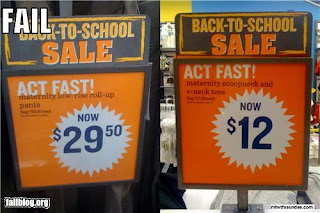 FAIL
BACK-TO-SCHOOL
SALE
ACT FAST!
maternity low-rise roll-up
pants
NOW
$29 50
failblog.org
BACK-TO-SCHOOL
SALE
ACT FAST!
maternity scoopneck and
v-neck tees
NOW
$12